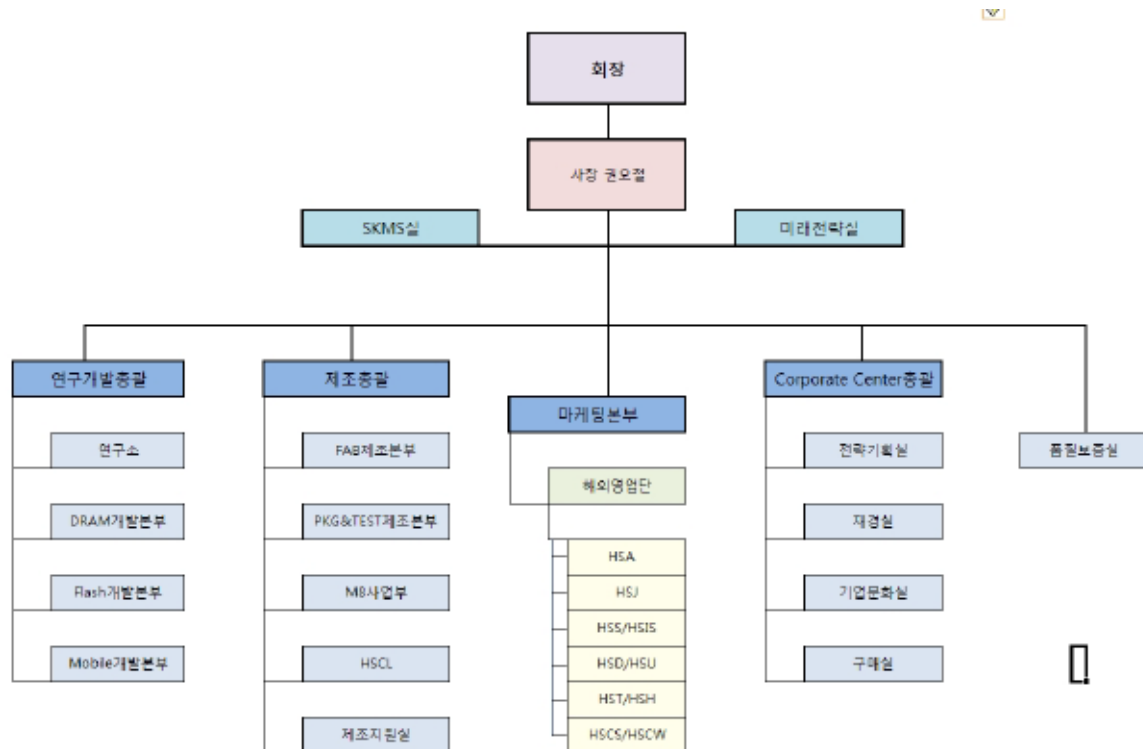 회장
사장 권오철
SKMS실
미래전략실
연구개발총괄
제조총괄
마케팅본부
Corporate Center총괄
연구소
FAB제조본부
전략기획실
품질보증실
해외영업단
DRAM개발본부
PKG&TEST제조본부
재경실
HSA
Flash개발본부
M8사업부
HSJ
기업문화실
HSS/HSIS
Mobile개발본부
HSCL
HSD/HSU
구매실
HST/HSH
제조지원실
HSCS/HSCW